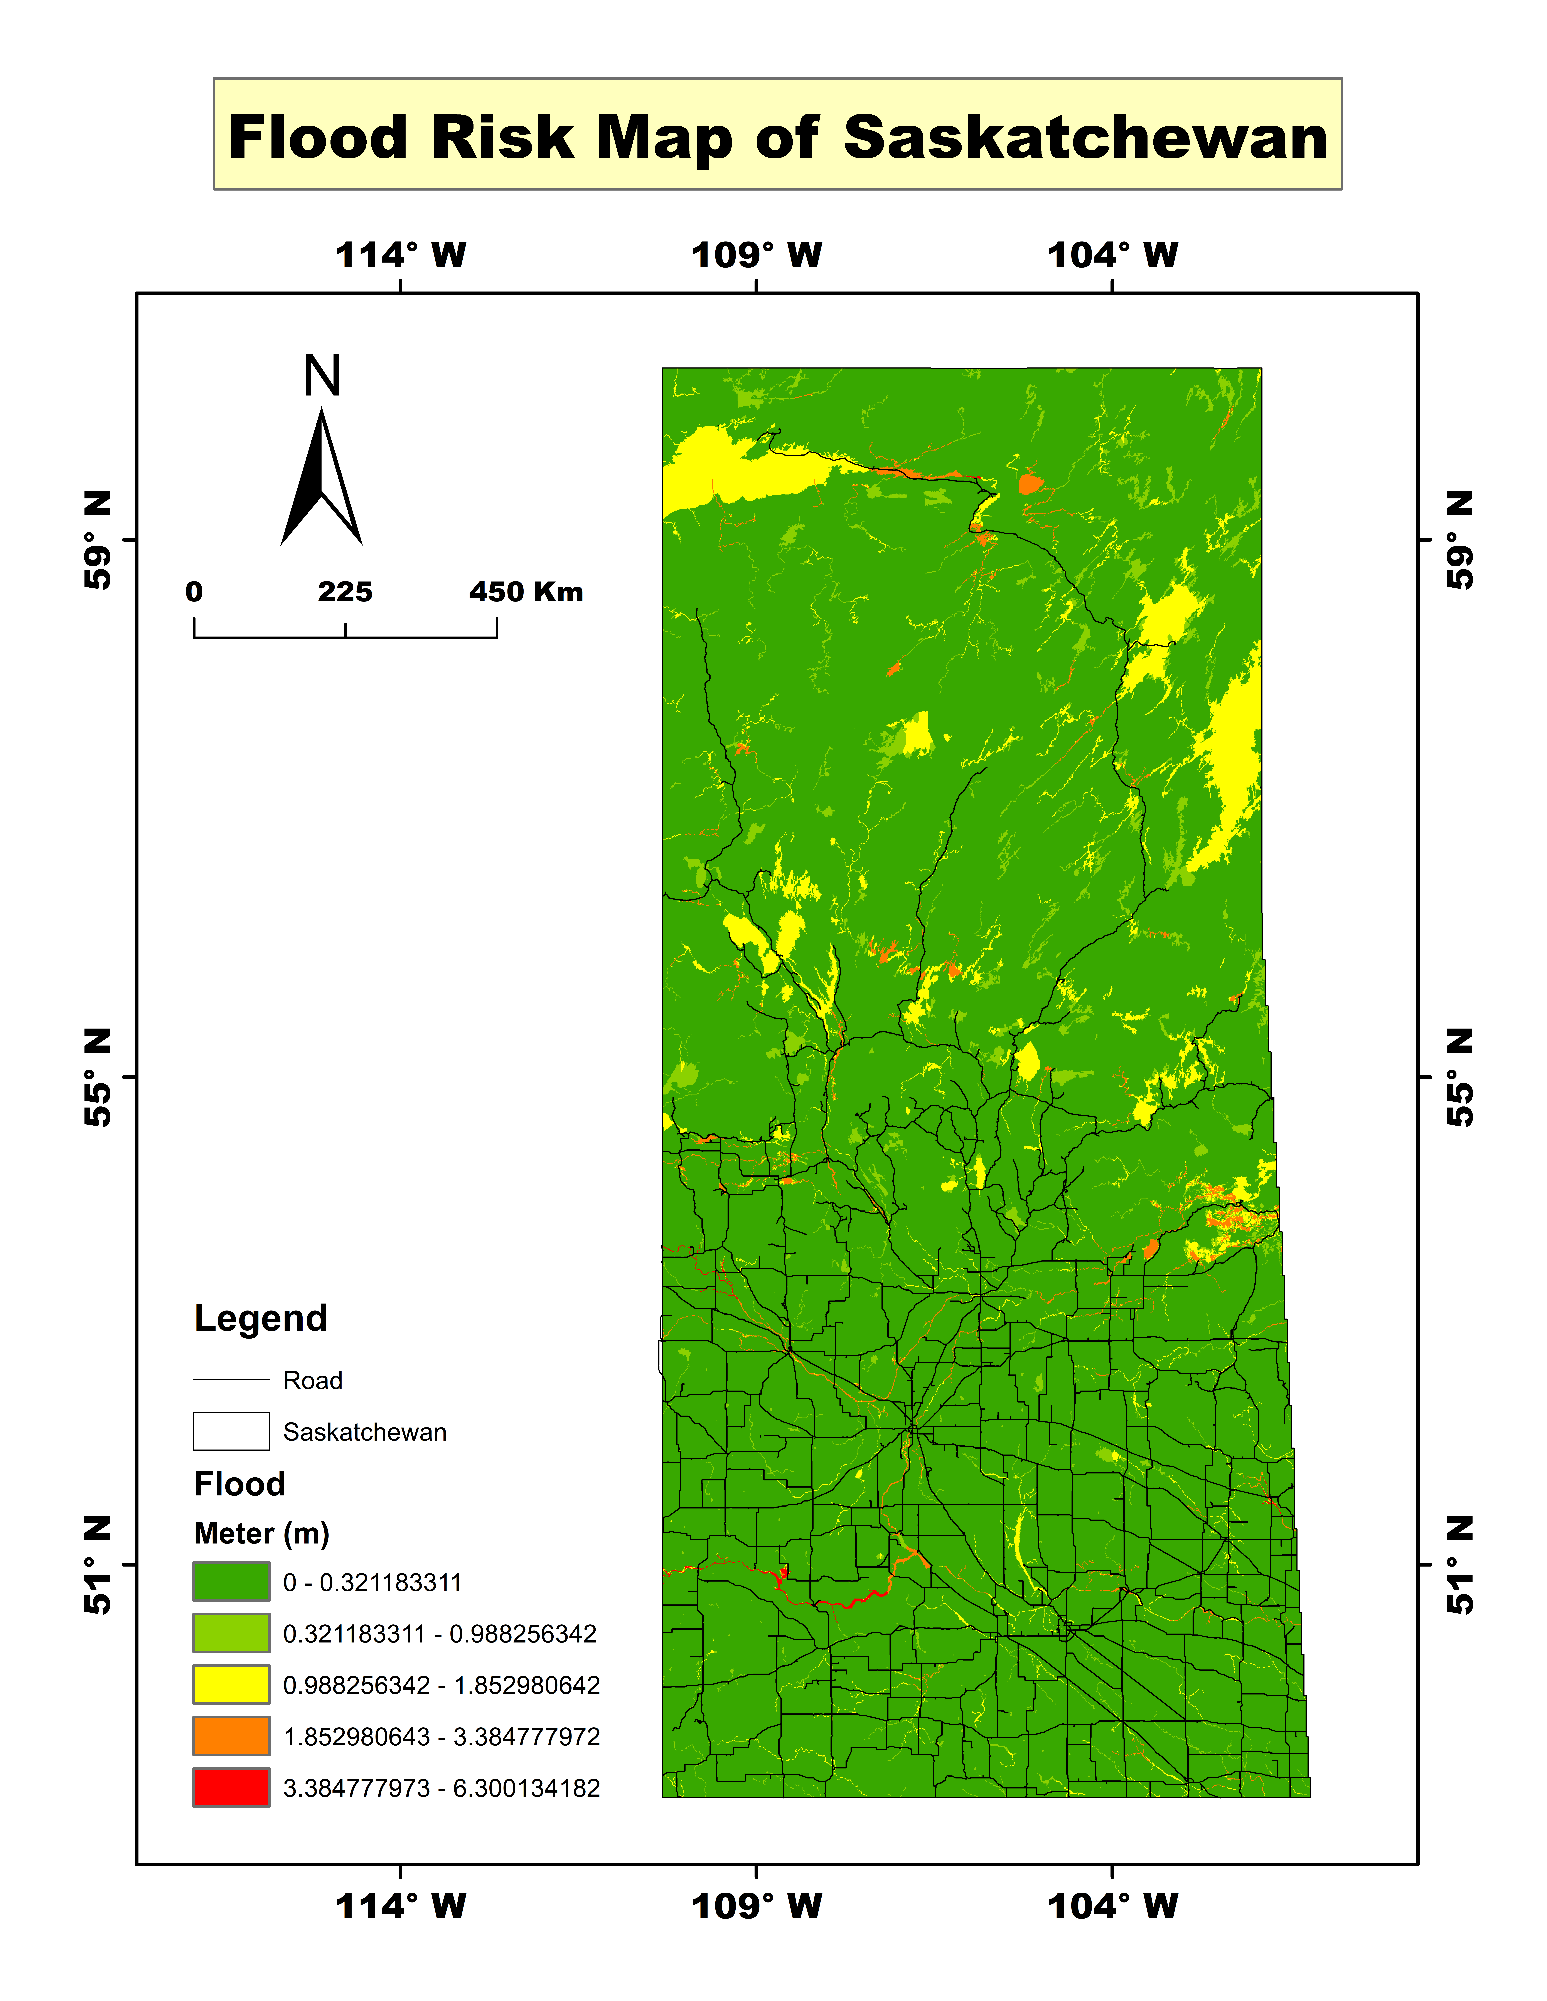 Flood Risk Map of Saskatchewan
114° W 109° W 104° W
N
59° N 59° N
0 225 450 Km
55° N 55° N
Legend
Road
Saskatchewan
Flood
Meter (m)
51° N 51° N
0 - 0.321183311
0.321183311 - 0.988256342
0.988256342 - 1.852980642
1.852980643 - 3.384777972
3.384777973 - 6.300134182
114° W 109° W 104° W